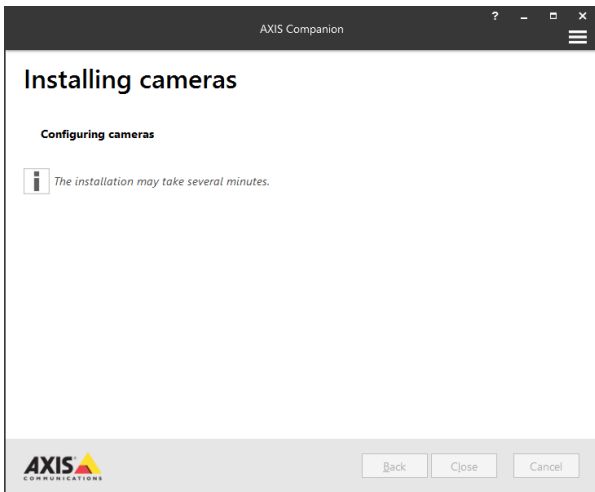 AXIS Companion
?
Installing cameras
Configuring cameras
i
The installation may take several minutes.
AXIS
COMMUNICATIONS
Back
Close
Cancel